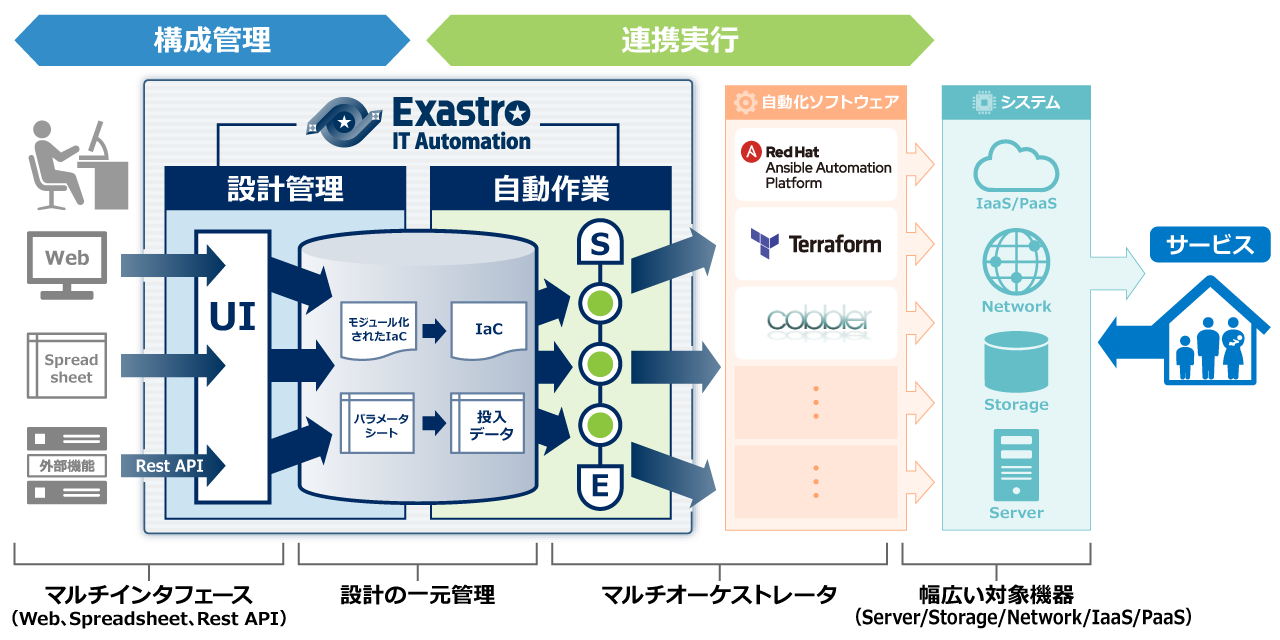 構成管理
連携実行
Exastro
IT Automation
設計管理
自動作業
Web
Spread
sheet
外部機能
Rest API
UI
モジュール化
されたIaC
IaC
パラメータ
シート
投入
データ
S
E
自動化ソフトウェア
A
Red Hat
Ansible Automation
Platform
Terraform
cobbler
システム
IaaS/PaaS
Network
Storage
Server
サービス
マルチインタフェース
(Web、Spreadsheet、Rest API)
設計の一元管理
マルチオーケストレータ
幅広い対象機器
(Server/Storage/Network/IaaS/PaaS)